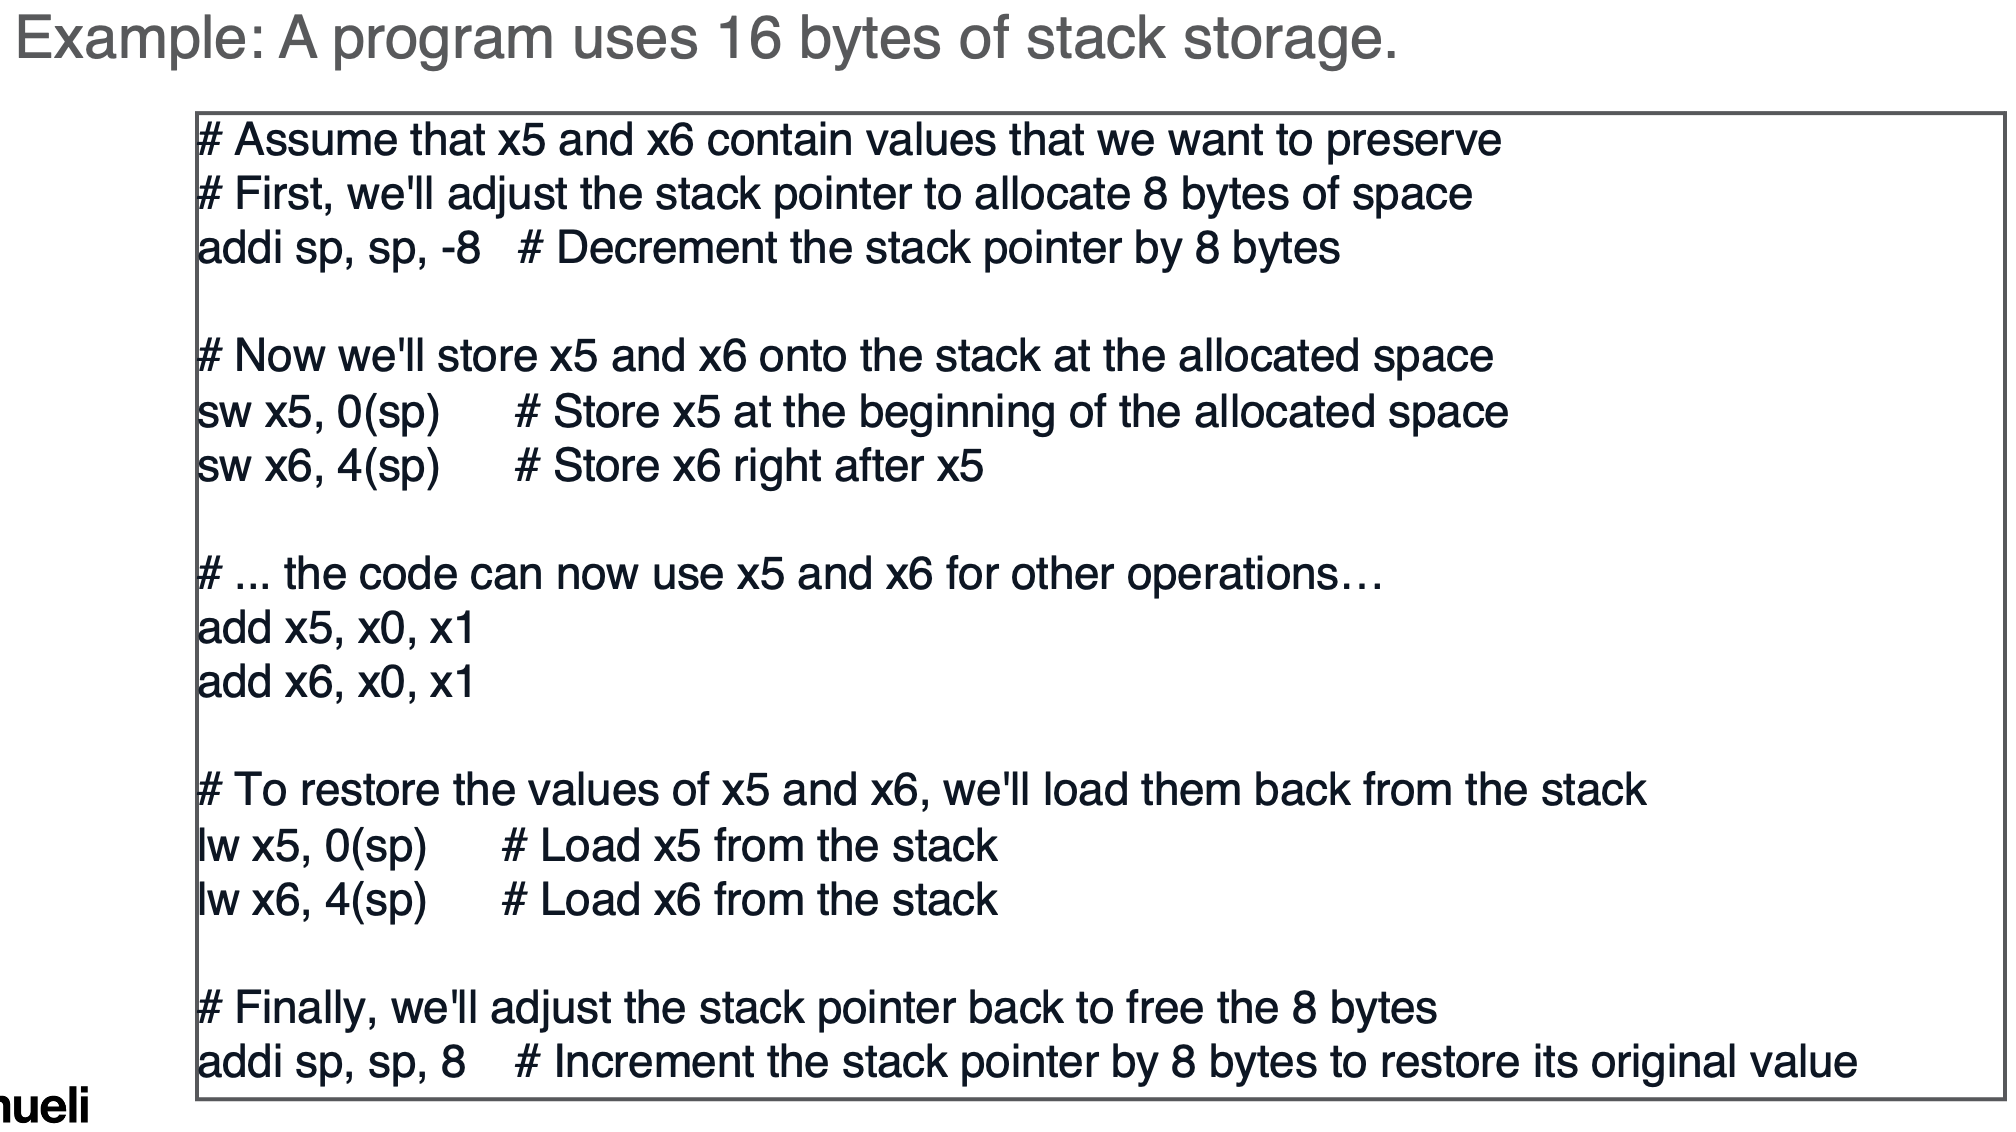 Example: A program uses 16 bytes of stack storage.
# Assume that x5 and x6 contain values that we want to preserve
# First, we'll adjust the stack pointer to allocate 8 bytes of space
addi sp, sp, -8 # Decrement the stack pointer by 8 bytes
# Now we'll store x5 and x6 onto the stack at the allocated space
sw x5, 0(sp) # Store x5 at the beginning of the allocated space
sw x6, 4(sp) # Store x6 right after x5
# ... the code can now use x5 and x6 for other operations…
add x5, x0, x1
add x6, x0, x1
# To restore the values of x5 and x6, we'll load them back from the stack
lw x5, 0(sp) # Load x5 from the stack
lw x6, 4(sp) # Load x6 from the stack
# Finally, we'll adjust the stack pointer back to free the 8 bytes
addi sp, sp, 8 # Increment the stack pointer by 8 bytes to restore its original value